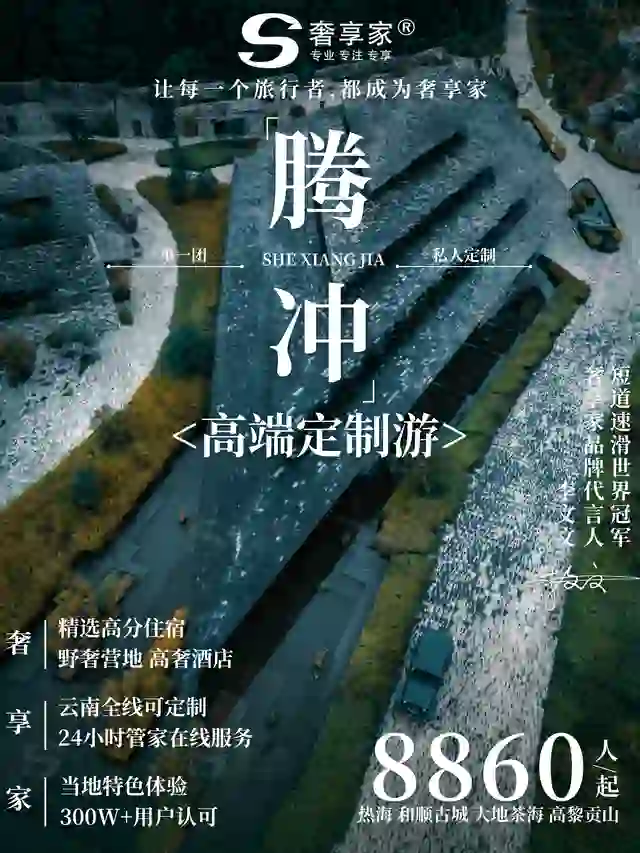 S 奢享家®
专业 专注 专享
让每一个旅行者,都成为奢享家
「腾
单一团
SHE XIANG JIA
私人定制
冲」
<高端定制游>
短道速滑世界冠军
奢享家品牌代言人、
李文文
奢
精选高分住宿
野奢营地 高奢酒店
享
云南全线可定制
24小时管家在线服务
家
当地特色体验
300W+用户认可
8860人/起
热海 和顺古城 大地茶海 高黎贡山